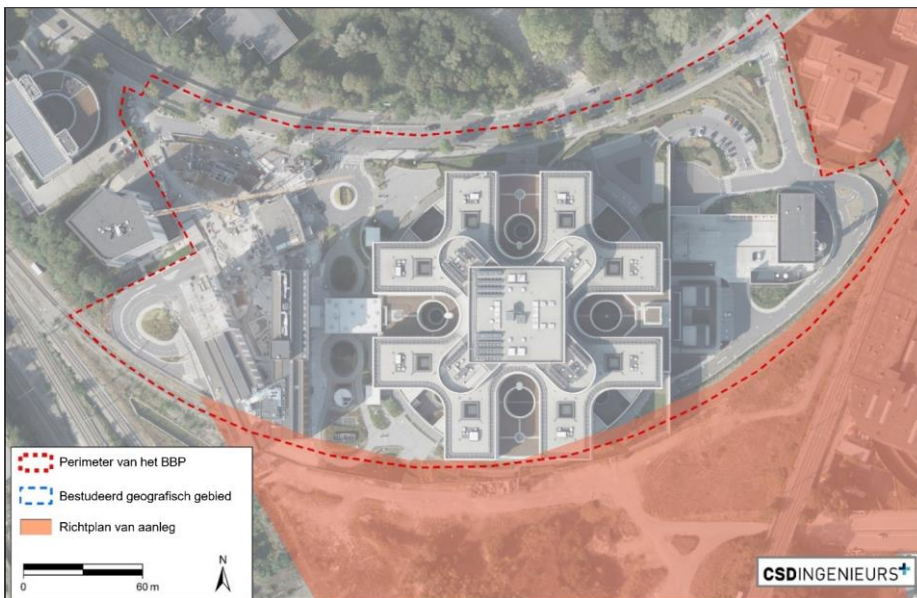 Perimeter van het BBP
Bestudeerd geografisch gebied
Richtplan van aanleg
N
0 60 m
CSDINGENIEURS+